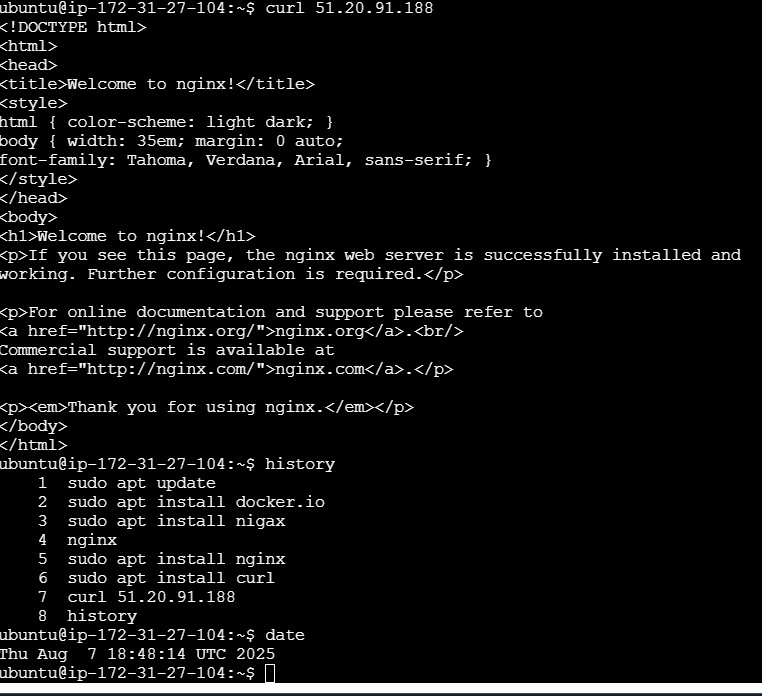 ubuntu@ip-172-31-27-104:~$ curl 51.20.91.188
<!DOCTYPE html>
<html>
<head>
<title>Welcome to nginx!</title>
<style>
html { color-scheme: light dark; }
body { width: 35em; margin: 0 auto;
font-family: Tahoma, Verdana, Arial, sans-serif; }
</style>
</head>
<body>
<h1>Welcome to nginx!</h1>
<p>If you see this page, the nginx web server is successfully installed and
working. Further configuration is required.</p>

<p>For online documentation and support please refer to
<a href="http://nginx.org/">nginx.org</a>.<br/>
Commercial support is available at
<a href="http://nginx.com/">nginx.com</a>.</p>

<p><em>Thank you for using nginx.</em></p>
</body>
</html>
ubuntu@ip-172-31-27-104:~$ history
    1  sudo apt update
    2  sudo apt install docker.io
    3  sudo apt install nigax
    4  nginx
    5  sudo apt install nginx
    6  sudo apt install curl
    7  curl 51.20.91.188
    8  history
ubuntu@ip-172-31-27-104:~$ date
Thu Aug  7 18:48:14 UTC 2025
ubuntu@ip-172-31-27-104:~$